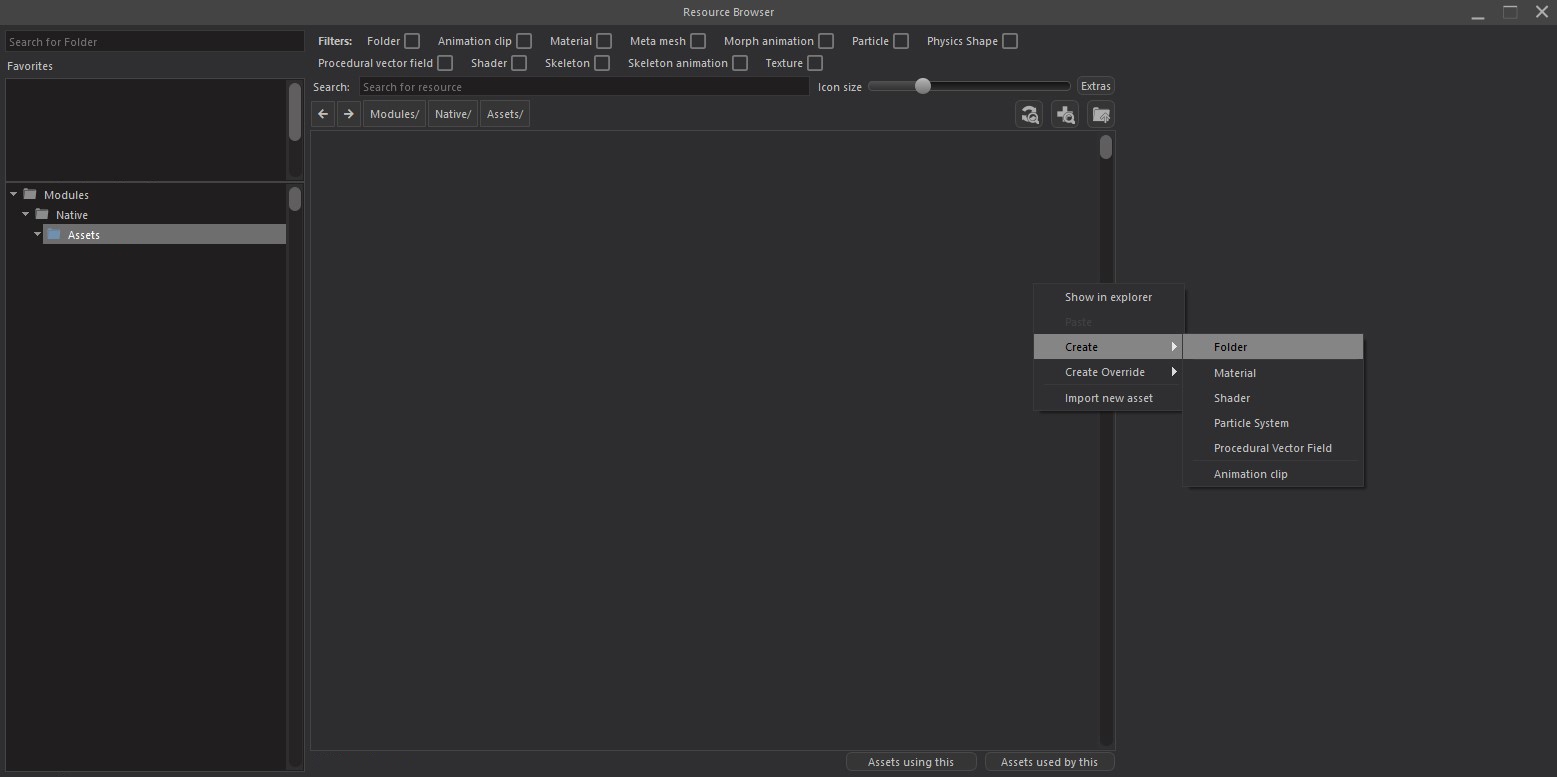 Resource Browser
Search for Folder
Favorites
Modules
Native
Assets
Filters: Folder Animation clip Material Meta mesh Morph animation Particle Physics Shape
Procedural vector field Shader Skeleton Skeleton animation Texture
Search: Search for resource Icon size Extras
Modules/ Native/ Assets/
Show in explorer
Paste
Create
Create Override
Import new asset
Folder
Material
Shader
Particle System
Procedural Vector Field
Animation clip
Assets using this Assets used by this